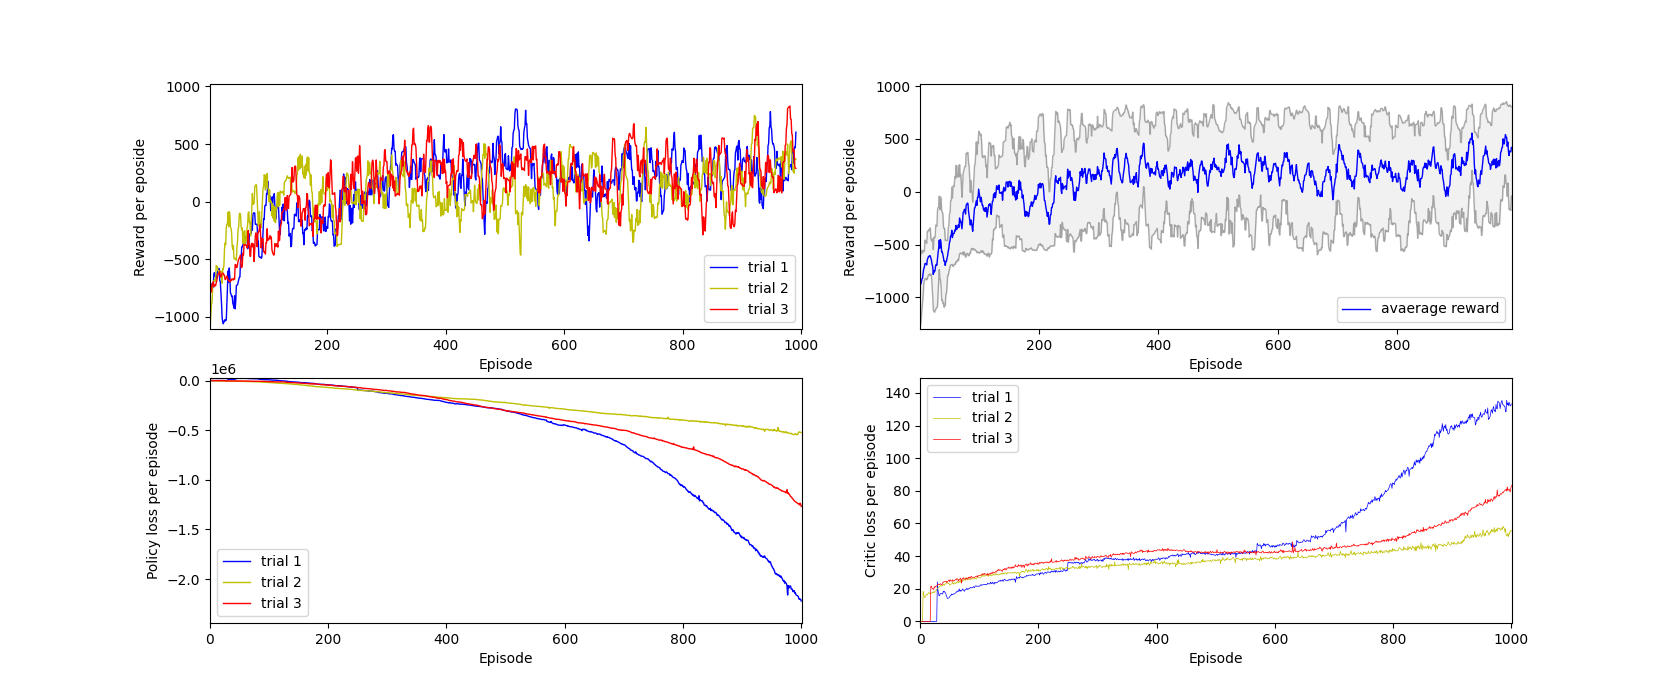 1000
500
0
−500
−1000
Reward per eposide
200
400
600
800
1000
Episode
trial 1
trial 2
trial 3
1000
500
0
−500
−1000
Reward per eposide
200
400
600
800
Episode
avaerage reward
1e6
0.0
−0.5
−1.0
−1.5
−2.0
Policy loss per episode
0
200
400
600
800
1000
Episode
trial 1
trial 2
trial 3
140
120
100
80
60
40
20
0
Critic loss per episode
0
200
400
600
800
1000
Episode
trial 1
trial 2
trial 3